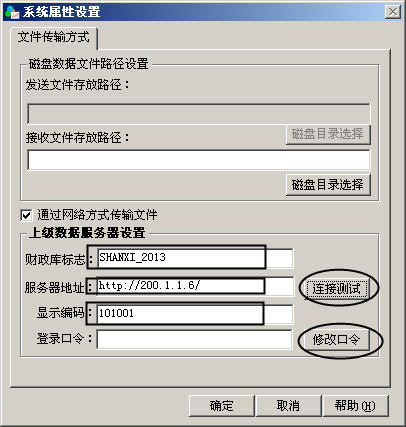 系统属性设置
文件传输方式
磁盘数据文件路径设置
发送文件存放路径：
磁盘目录选择
接收文件存放路径：
磁盘目录选择
通过网络方式传输文件
上级数据服务器设置
财政库标志： SHANXI_2013
服务器地址： http://200.1.1.6/ 连接测试
显示编码： 101001
登录口令： 修改口令
确定 取消 帮助(H)